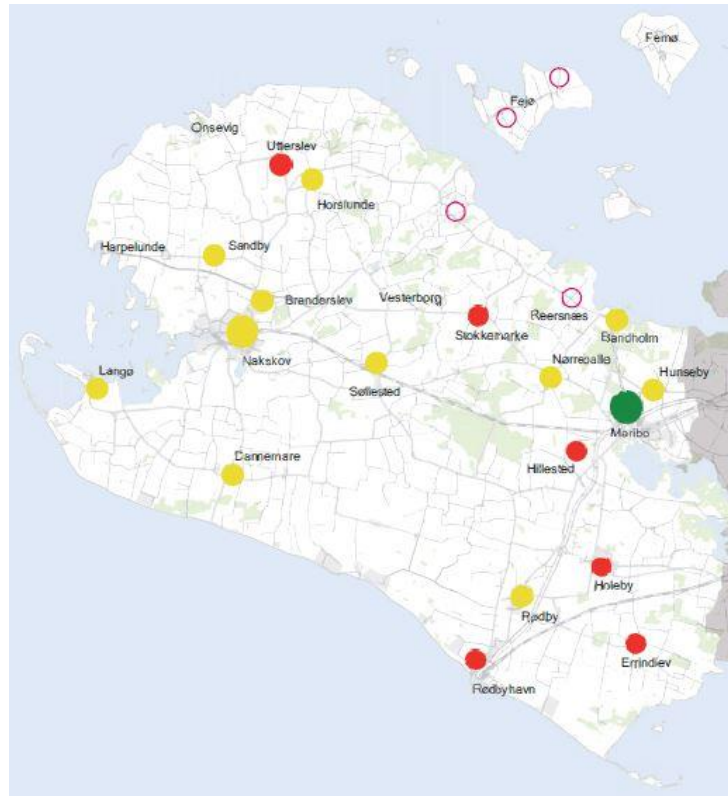 Femø
Fejø
Onsevig
Utterslev
Horslunde
Harpelunde
Sandby
Branderslev
Vesterborg
Stokkemarke
Reersnæs
Bandholm
Nakskov
Langø
Søllested
Nørreballe
Hunseby
Maribo
Dannemare
Hillested
Holeby
Rødby
Errindlev
Rødbyhavn